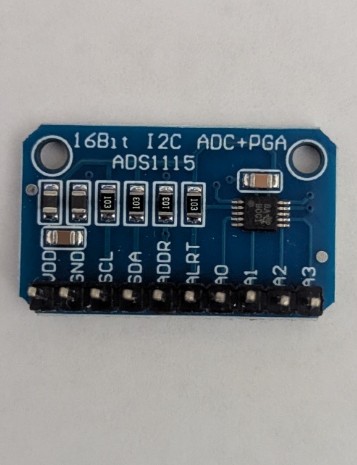 16Bit I2C ADC+PGA
ADS1115
103 103 103 103
VDD GND SCL SDA ADDR ALRT A0 A1 A2 A3